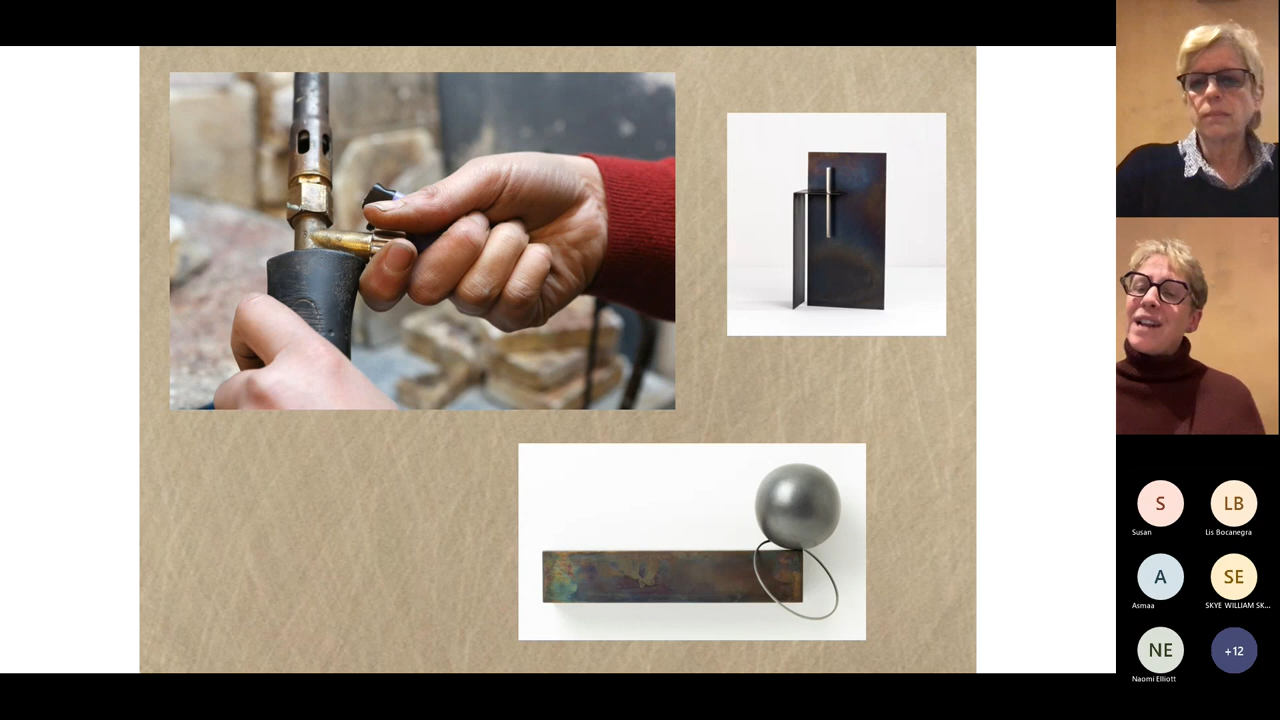 S
LB
Susan
Lis Bocanegra
A
SE
Asmaa
SKYE WILLIAM SK...
NE
+12
Naomi Elliott